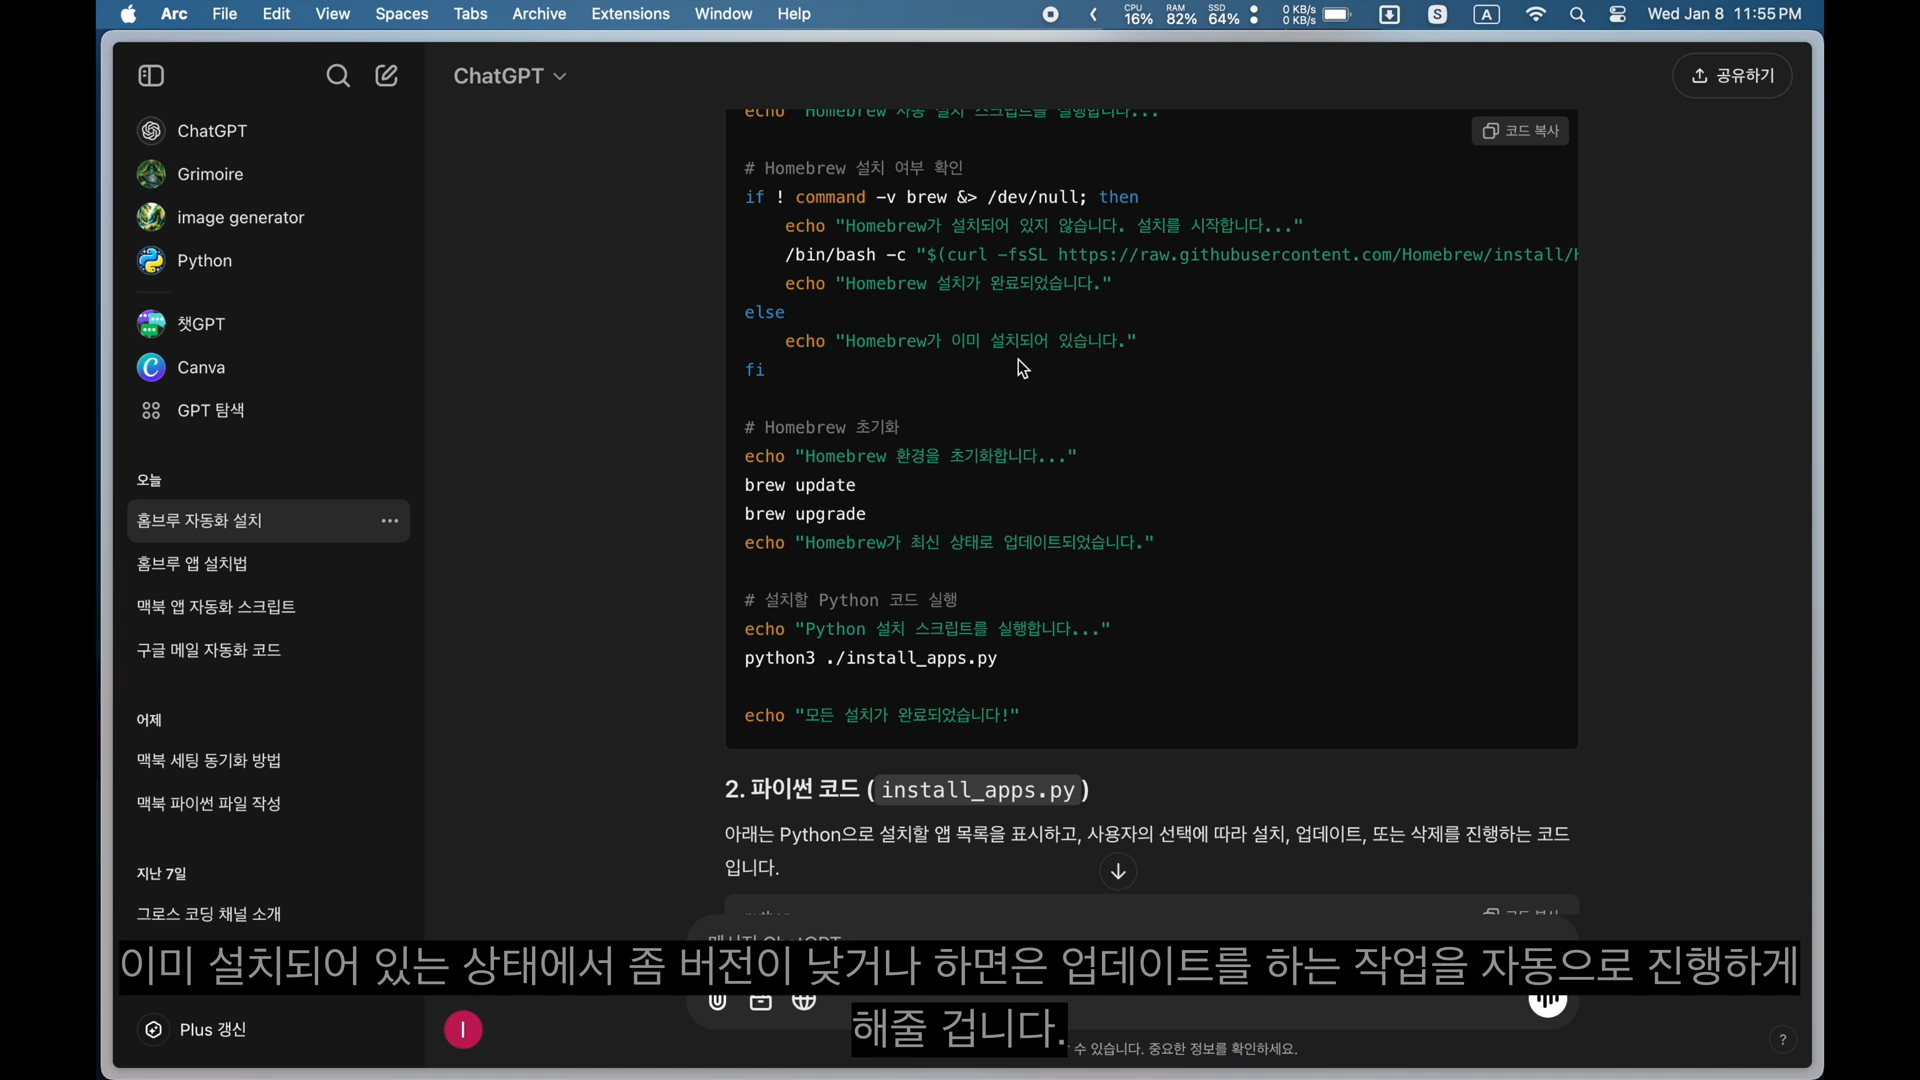 Arc File Edit View Spaces Tabs Archive Extensions Window Help CPU 16% RAM 82% SSD 64% 0 KB/s 0 KB/s S A Wed Jan 8 11:55 PM
ChatGPT
공유하기
ChatGPT
Grimoire
image generator
Python
챗GPT
Canva
GPT 탐색
오늘
홈브루 자동화 설치
홈브루 앱 설치법
맥북 앱 자동화 스크립트
구글 메일 자동화 코드
어제
맥북 세팅 동기화 방법
맥북 파이썬 파일 작성
지난 7일
그로스 코딩 채널 소개
Plus 갱신
echo "Homebrew 자동 설치 스크립트를 실행합니다...
코드 복사
# Homebrew 설치 여부 확인
if ! command -v brew &> /dev/null; then
echo "Homebrew가 설치되어 있지 않습니다. 설치를 시작합니다..."
/bin/bash -c "$(curl -fsSL https://raw.githubusercontent.com/Homebrew/install/
echo "Homebrew 설치가 완료되었습니다."
else
echo "Homebrew가 이미 설치되어 있습니다."
fi
# Homebrew 초기화
echo "Homebrew 환경을 초기화합니다..."
brew update
brew upgrade
echo "Homebrew가 최신 상태로 업데이트되었습니다."
# 설치할 Python 코드 실행
echo "Python 설치 스크립트를 실행합니다..."
python3 ./install_apps.py
echo "모든 설치가 완료되었습니다!"
2. 파이썬 코드 (install_apps.py)
아래는 Python으로 설치할 앱 목록을 표시하고, 사용자의 선택에 따라 설치, 업데이트, 또는 삭제를 진행하는 코드
입니다.
이미 설치되어 있는 상태에서 좀 버전이 낮거나 하면은 업데이트를 하는 작업을 자동으로 진행하게
해줄 겁니다.
수 있습니다. 중요한 정보를 확인하세요.
?